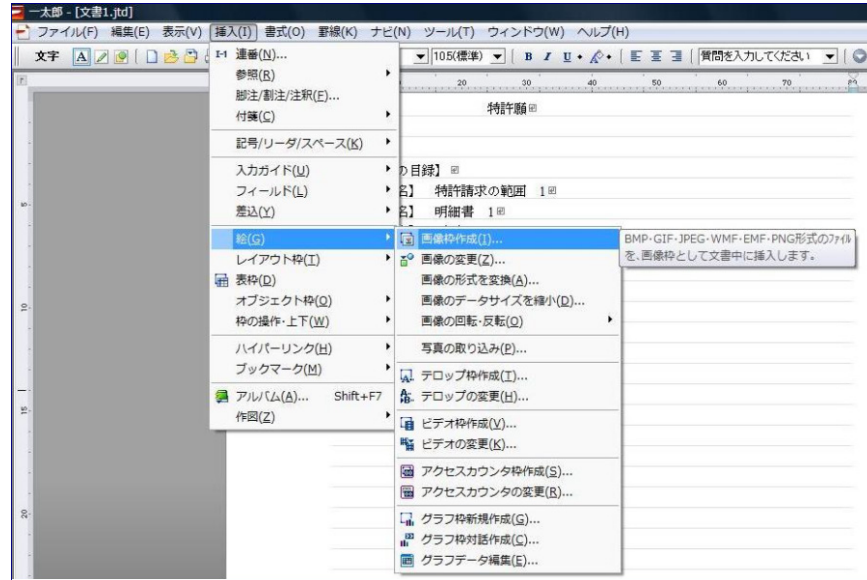 一太郎 - [文書1.jtd]
ファイル(F) 編集(E) 表示(V) 挿入(I) 書式(O) 罫線(K) ナビ(N) ツール(T) ウィンドウ(W) ヘルプ(H)
文字 A 10.5(標準) B I U 質問を入力してください
20 30 40 50 60 70
特許願
の目録】
名】 特許請求の範囲 1
名】 明細書 1
連番(N)...
参照(R)
脚注/割注/注釈(F)...
付箋(C)
記号/リーダ/スペース(K)
入力ガイド(U)
フィールド(L)
差込(Y)
絵(G)
レイアウト枠(T)
表枠(D)
オブジェクト枠(O)
枠の操作・上下(W)
ハイパーリンク(H)
ブックマーク(M)
アルバム(A)... Shift+F7
作図(Z)
画像枠作成(I)...
画像の変更(Z)...
画像の形式を変換(A)...
画像のデータサイズを縮小(D)...
画像の回転・反転(O)
写真の取り込み(P)...
テロップ枠作成(T)...
テロップの変更(H)...
ビデオ枠作成(V)...
ビデオの変更(K)...
アクセスカウンタ枠作成(S)...
アクセスカウンタの変更(R)...
グラフ枠新規作成(G)...
グラフ枠対話作成(C)...
グラフデータ編集(E)...
BMP・GIF・JPEG・WMF・EMF・PNG形式のファイル
を、画像枠として文書中に挿入します。
5
10
15
20